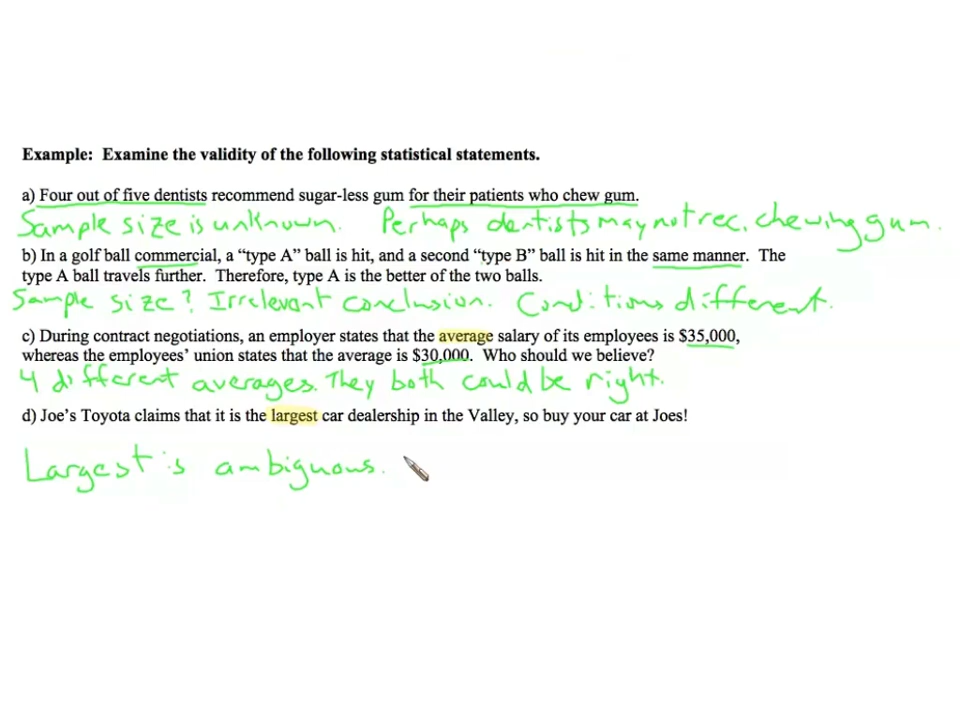 Example: Examine the validity of the following statistical statements.
a) Four out of five dentists recommend sugar-less gum for their patients who chew gum.
Sample size is unknown. Perhaps dentists may not rec. chewing gum.
b) In a golf ball commercial, a “type A” ball is hit, and a second “type B” ball is hit in the same manner. The
type A ball travels further. Therefore, type A is the better of the two balls.
Sample size? Irrelevant conclusion. Conditions different.
c) During contract negotiations, an employer states that the average salary of its employees is $35,000,
whereas the employees’ union states that the average is $30,000. Who should we believe?
4 different averages. They both could be right.
d) Joe’s Toyota claims that it is the largest car dealership in the Valley, so buy your car at Joes!
Largest is ambiguous.